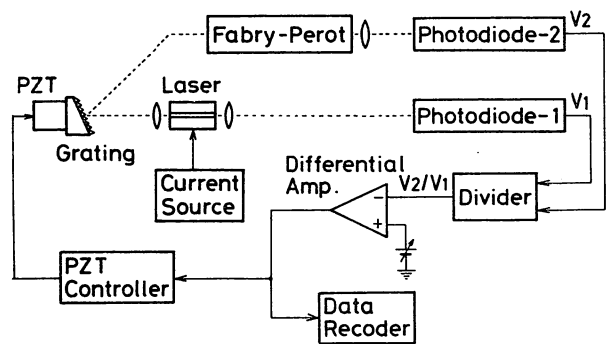 V2
Fabry-Perot
Photodiode-2
PZT
Laser
V1
Photodiode-1
Grating
Differential
Amp.
V2/V1
Current
Source
Divider
-
+
PZT
Controller
Data
Recoder